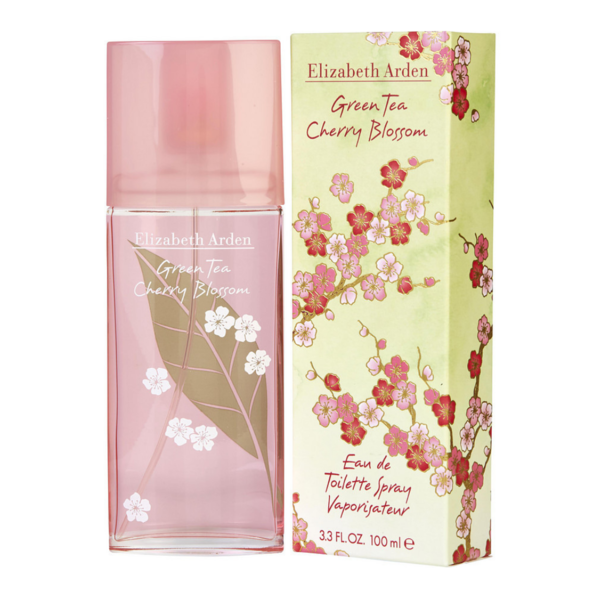 Elizabeth Arden
Green Tea
Cherry Blossom
Elizabeth Arden
Green Tea
Cherry Blossom
Eau de
Toilette Spray
Vaporisateur
3.3 FL.OZ. 100 ml ℮